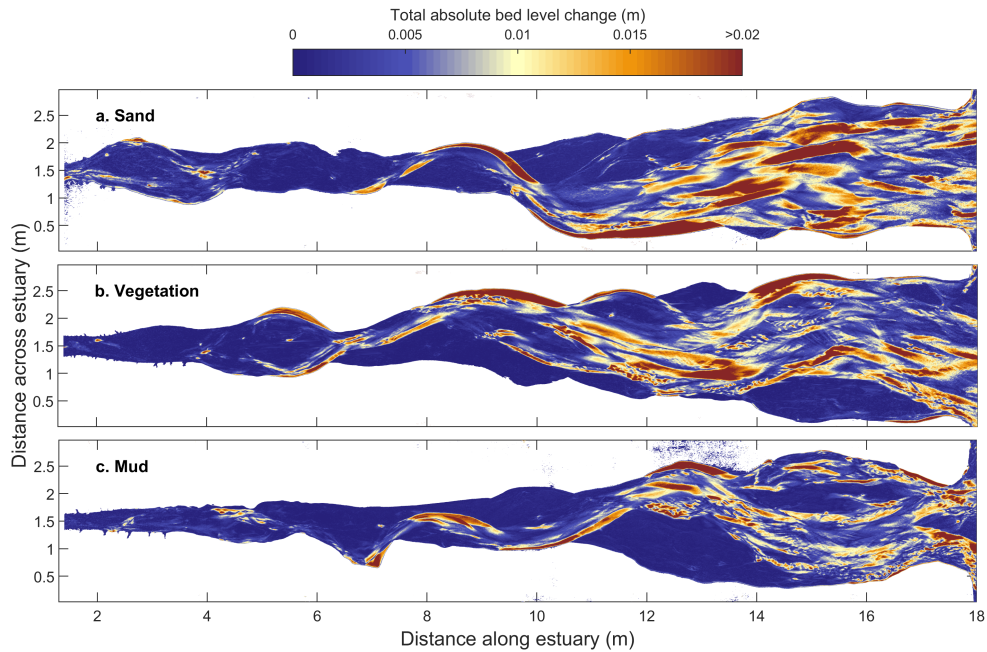 Total absolute bed level change (m)
0 0.005 0.01 0.015 >0.02
a. Sand
2.5
2
1.5
1
0.5
b. Vegetation
2.5
2
1.5
1
0.5
c. Mud
2.5
2
1.5
1
0.5
Distance across estuary (m)
2 4 6 8 10 12 14 16 18
Distance along estuary (m)